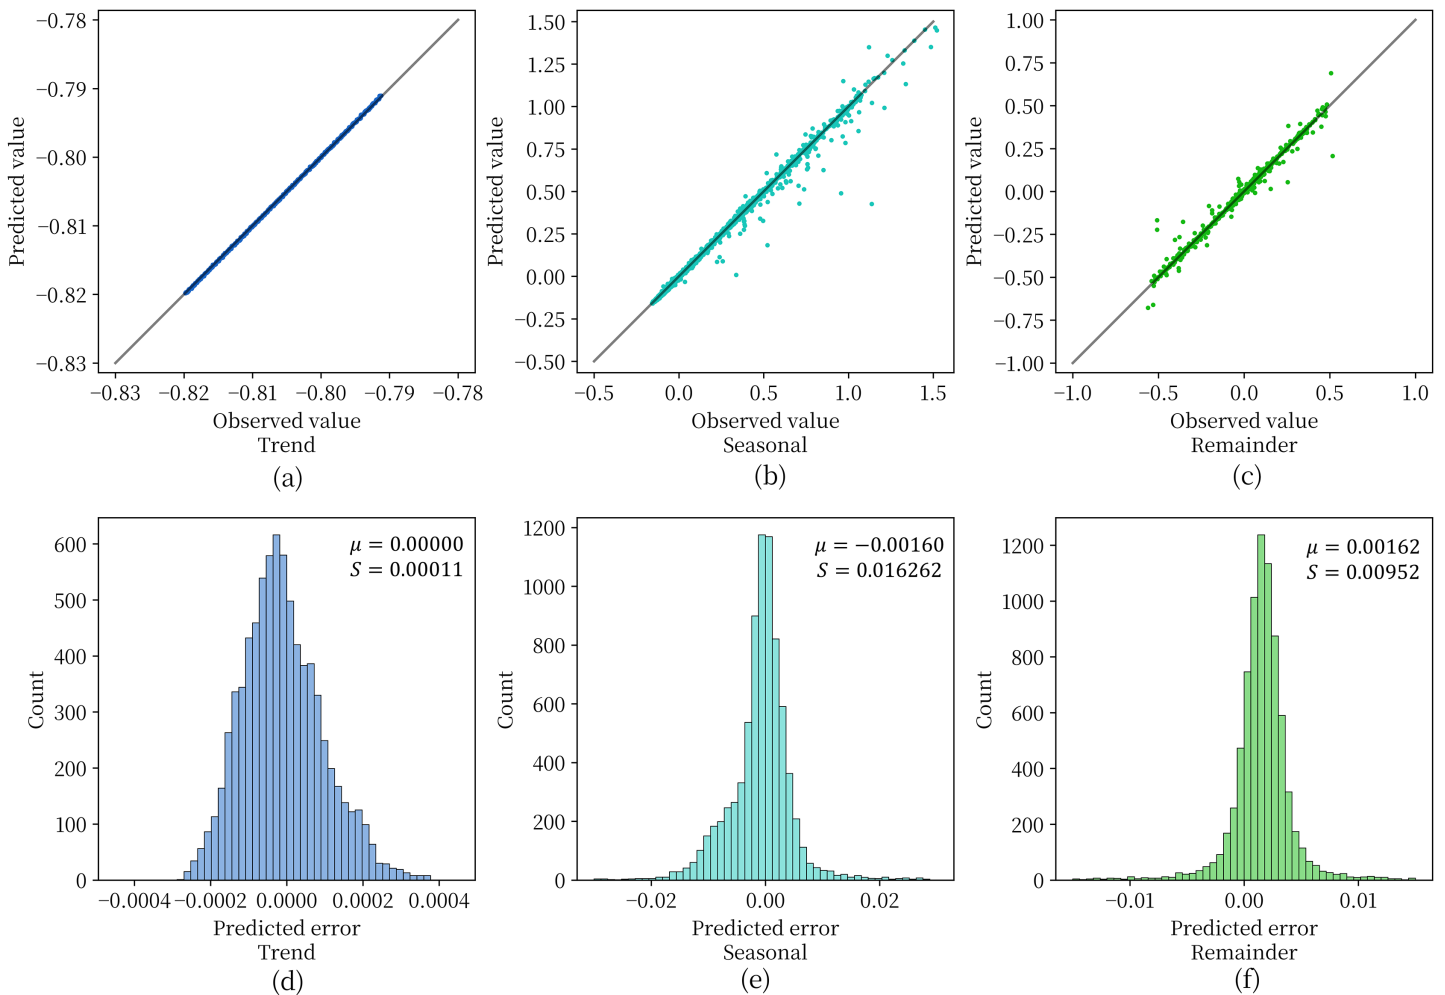 −0.78
−0.79
−0.80
−0.81
−0.82
−0.83
Predicted value
−0.83 −0.82 −0.81 −0.80 −0.79 −0.78
Observed value
Trend
(a)
1.50
1.25
1.00
0.75
0.50
0.25
0.00
−0.25
−0.50
Predicted value
−0.5 0.0 0.5 1.0 1.5
Observed value
Seasonal
(b)
1.00
0.75
0.50
0.25
0.00
−0.25
−0.50
−0.75
−1.00
Predicted value
−1.0 −0.5 0.0 0.5 1.0
Observed value
Remainder
(c)
600
500
400
300
200
100
0
Count
μ = 0.00000
S = 0.00011
−0.0004 −0.0002 0.0000 0.0002 0.0004
Predicted error
Trend
(d)
1200
1000
800
600
400
200
0
Count
μ = −0.00160
S = 0.016262
−0.02 0.00 0.02
Predicted error
Seasonal
(e)
1200
1000
800
600
400
200
0
Count
μ = 0.00162
S = 0.00952
−0.01 0.00 0.01
Predicted error
Remainder
(f)